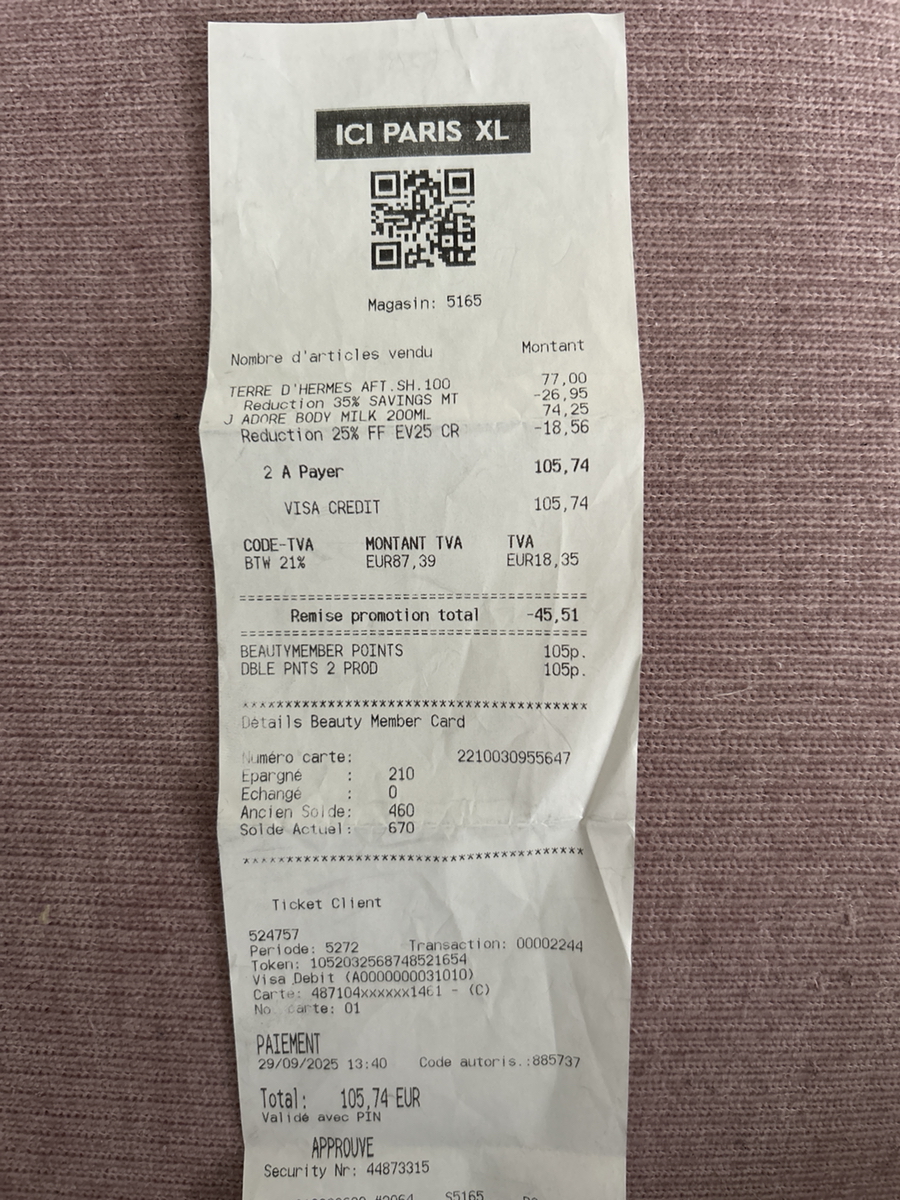 ICI PARIS XL
Magasin: 5165
Nombre d'articles vendu Montant
TERRE D'HERMES AFT.SH.100 77,00
Reduction 35% SAVINGS MT -26,95
J ADORE BODY MILK 200ML 74,25
Reduction 25% FF EV25 CR -18,56
2 A Payer 105,74
VISA CREDIT 105,74
CODE-TVA MONTANT TVA TVA
BTW 21% EUR87,39 EUR18,35
============================================
Remise promotion total -45,51
============================================
BEAUTYMEMBER POINTS 105p.
DBLE PNTS 2 PROD 105p.
********************************************
Détails Beauty Member Card
Numéro carte: 2210030955647
Epargné : 210
Echangé : 0
Ancien Solde: 460
Solde Actuel: 670
********************************************
Ticket Client
524757
Periode: 5272 Transaction: 00002244
Token: 1052032568748521654
Visa Debit (A0000000031010)
Carte: 487104xxxxxx1461 - (C)
No. carte: 01
PAIEMENT
29/09/2025 13:40 Code autoris.:885737
Total: 105,74 EUR
Validé avec PIN
APPROUVE
Security Nr: 44873315
S5165